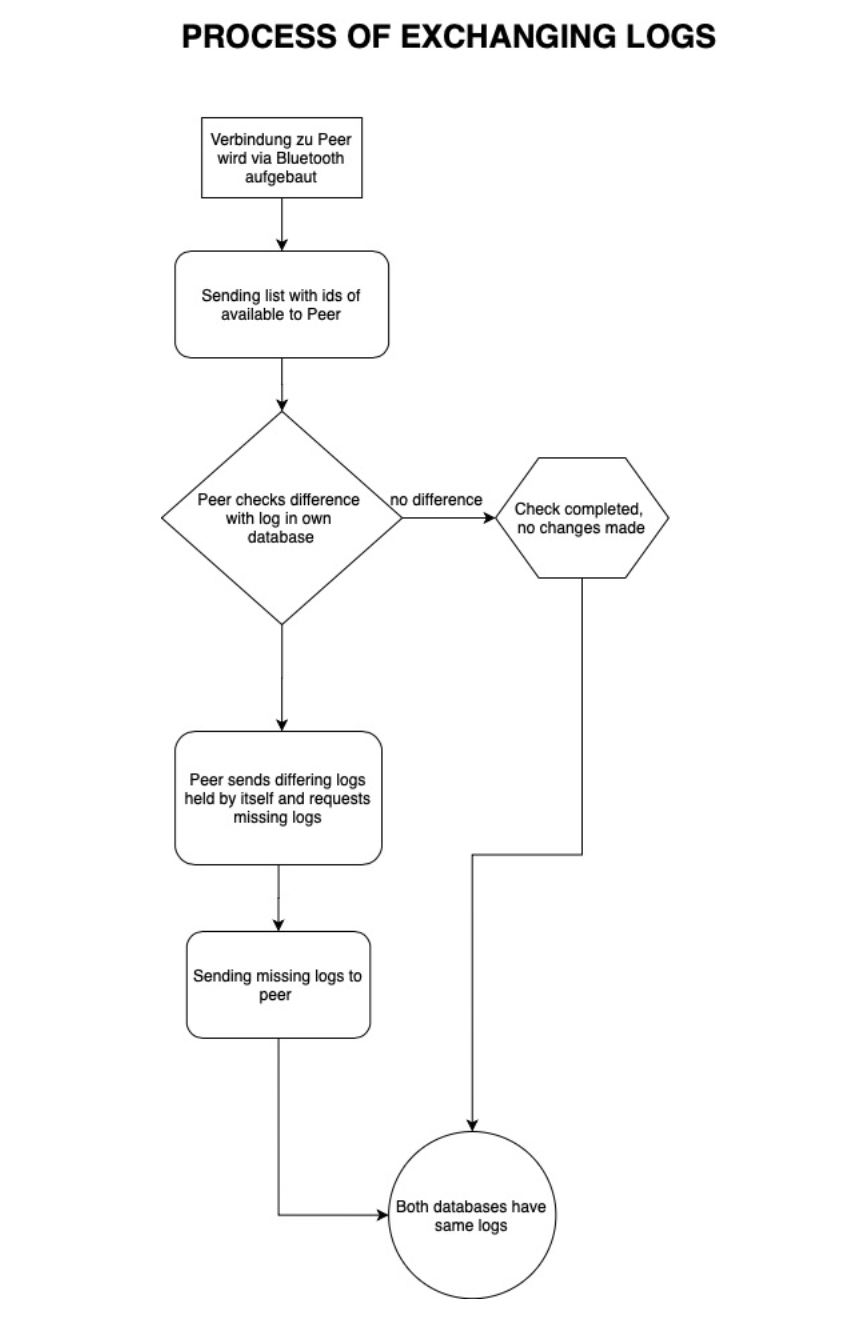 PROCESS OF EXCHANGING LOGS
Verbindung zu Peer
wird via Bluetooth
aufgebaut
Sending list with ids of
available to Peer
Peer checks difference
with log in own
database
no difference
Check completed,
no changes made
Peer sends differing logs
held by itself and requests
missing logs
Sending missing logs to
peer
Both databases have
same logs